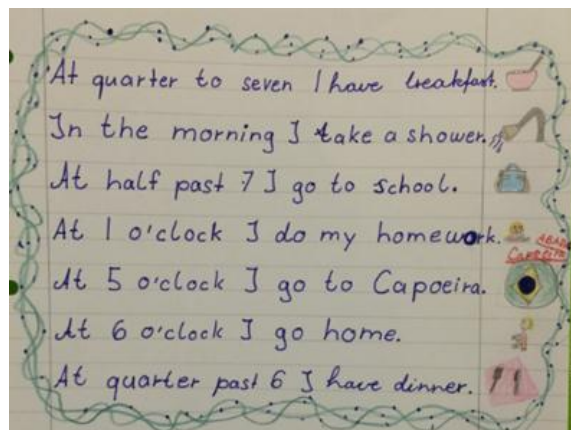 At quarter to seven I have breakfast.
In the morning I take a shower.
At half past 7 I go to school.
At 1 o'clock I do my homework.
ABADA
Capoeira
At 5 o'clock I go to Capoeira.
At 6 o'clock I go home.
At quarter past 6 I have dinner.